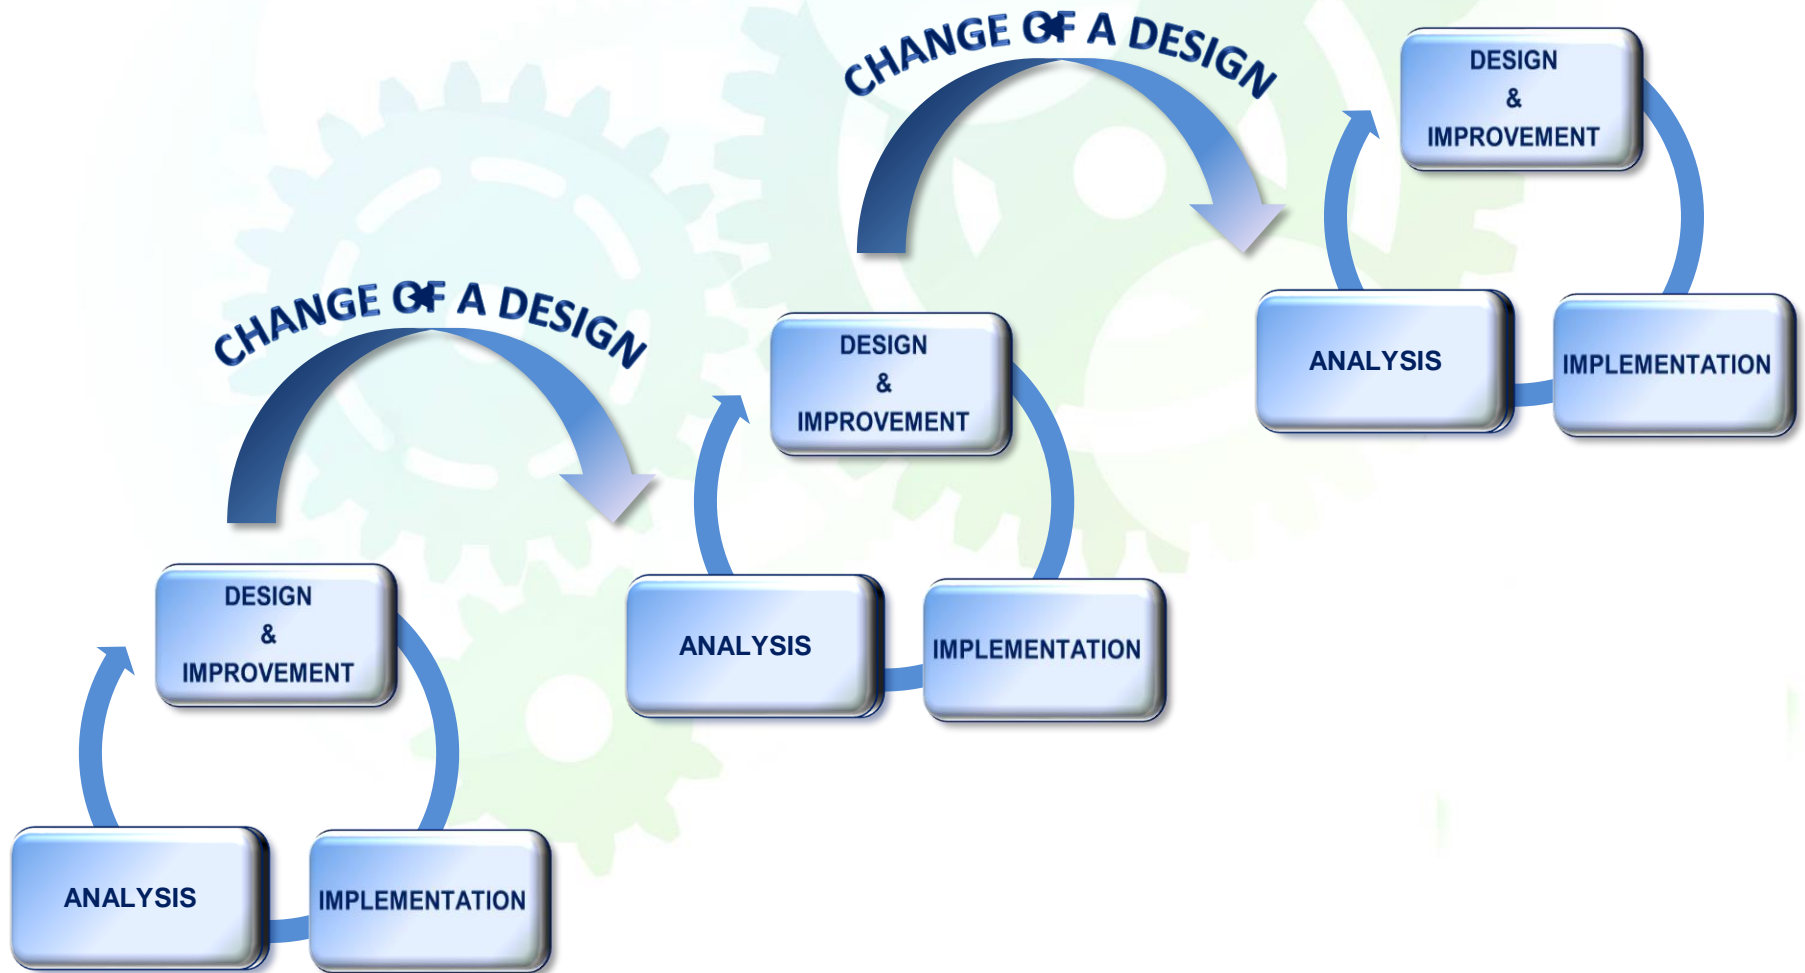 CHANGE OF A DESIGN
DESIGN
&
IMPROVEMENT
ANALYSIS
IMPLEMENTATION
CHANGE OF A DESIGN
DESIGN
&
IMPROVEMENT
ANALYSIS
IMPLEMENTATION
DESIGN
&
IMPROVEMENT
ANALYSIS
IMPLEMENTATION